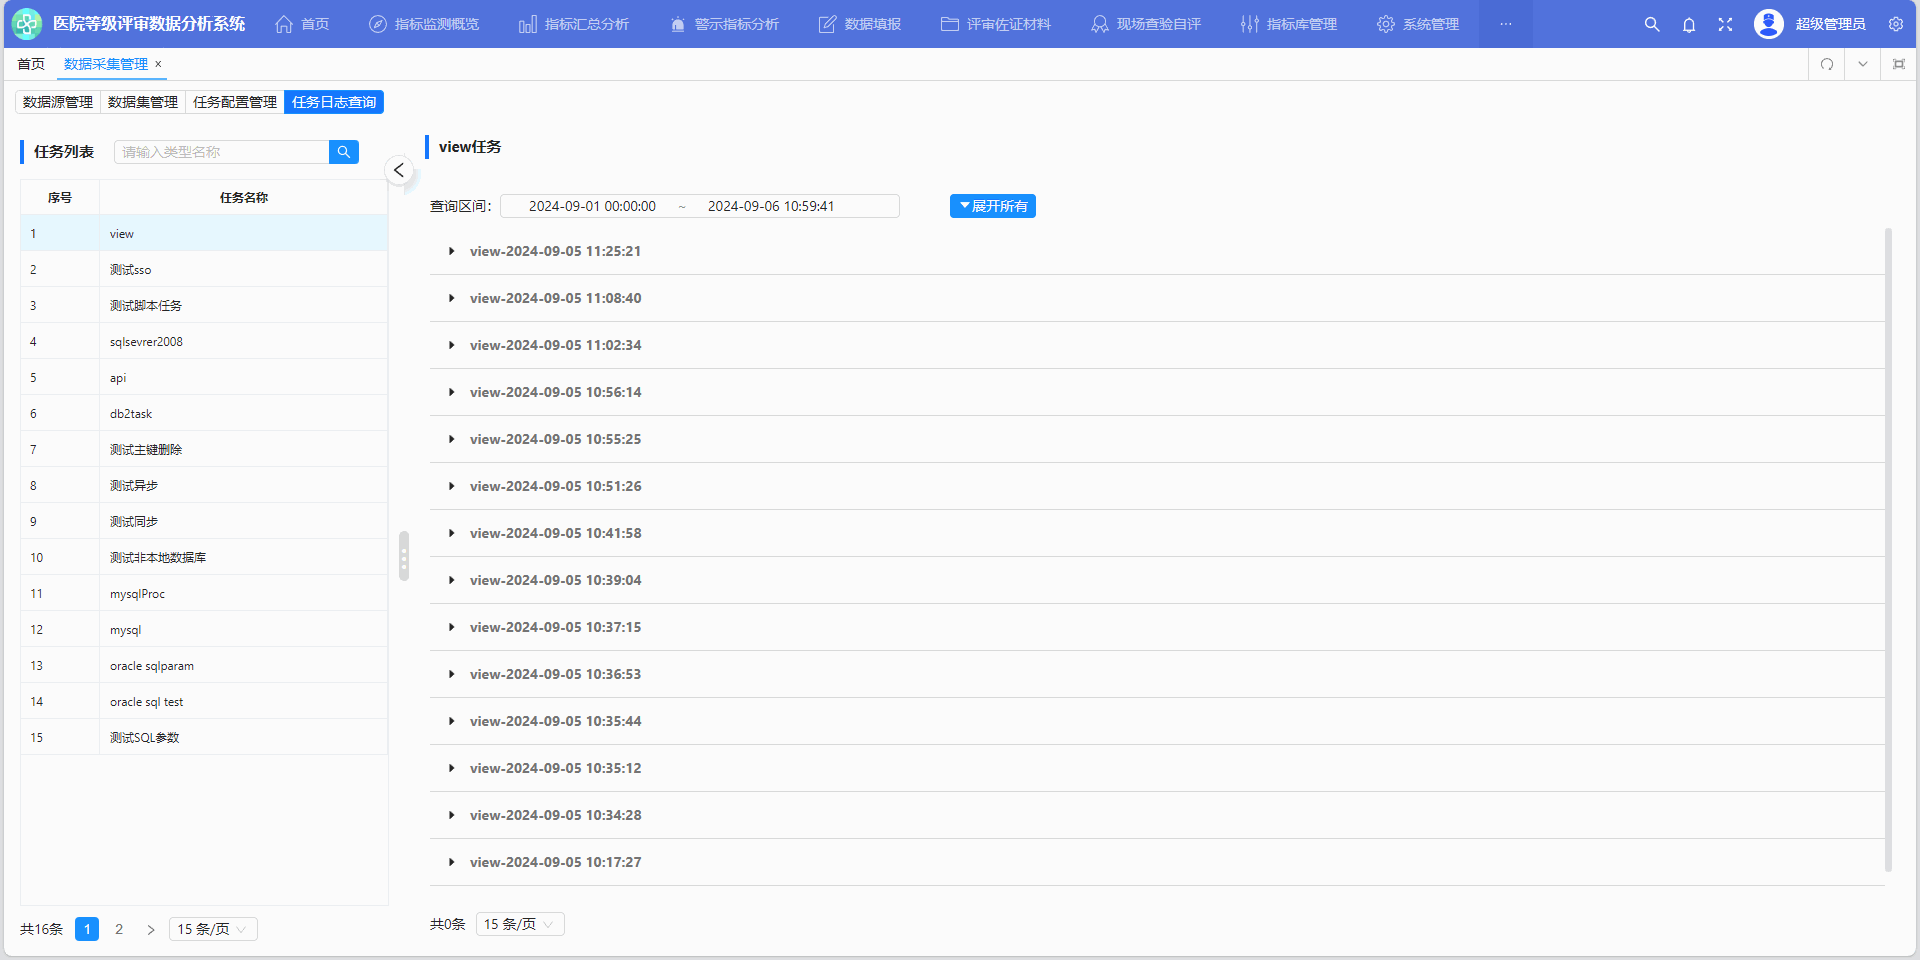 医院等级评审数据分析系统 首页 指标监测概览 指标汇总分析 警示指标分析 数据填报 评审佐证材料 现场查验自评 指标库管理 系统管理 ... 超级管理员
首页 数据采集管理 ×
数据源管理 数据集管理 任务配置管理 任务日志查询
任务列表 请输入类型名称
序号 任务名称
1 view
2 测试sso
3 测试脚本任务
4 sqlsevrer2008
5 api
6 db2task
7 测试主键删除
8 测试异步
9 测试同步
10 测试非本地数据库
11 mysqlProc
12 mysql
13 oracle sqlparam
14 oracle sql test
15 测试SQL参数
共16条 1 2 > 15 条/页
view任务
查询区间： 2024-09-01 00:00:00 ~ 2024-09-06 10:59:41 展开所有
view-2024-09-05 11:25:21
view-2024-09-05 11:08:40
view-2024-09-05 11:02:34
view-2024-09-05 10:56:14
view-2024-09-05 10:55:25
view-2024-09-05 10:51:26
view-2024-09-05 10:41:58
view-2024-09-05 10:39:04
view-2024-09-05 10:37:15
view-2024-09-05 10:36:53
view-2024-09-05 10:35:44
view-2024-09-05 10:35:12
view-2024-09-05 10:34:28
view-2024-09-05 10:17:27
共0条 15 条/页